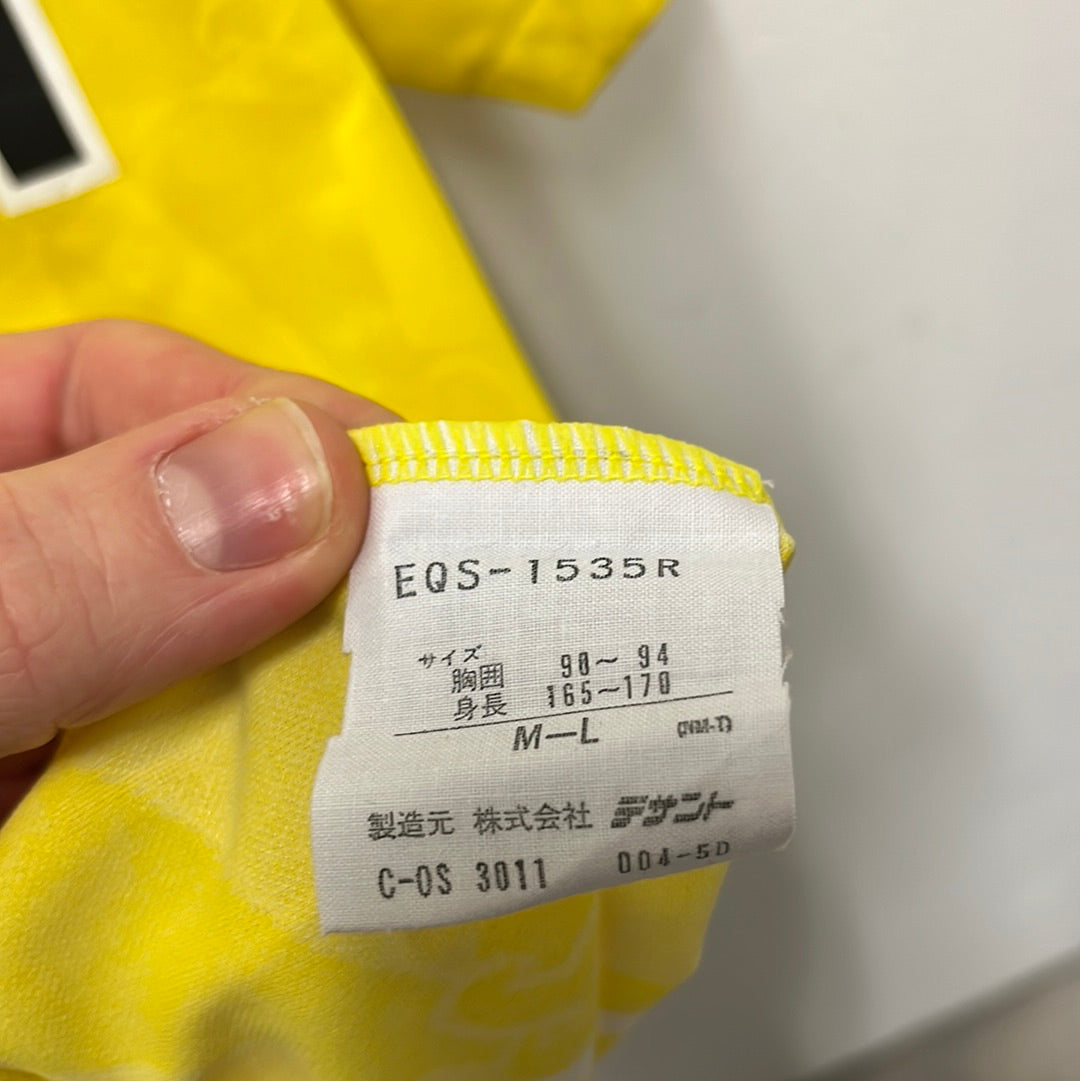 EQS-1535R
サイズ
胸囲 90~94
身長 165~170
M—L
製造元 株式会社 デサント
C-OS 3011 004-5D